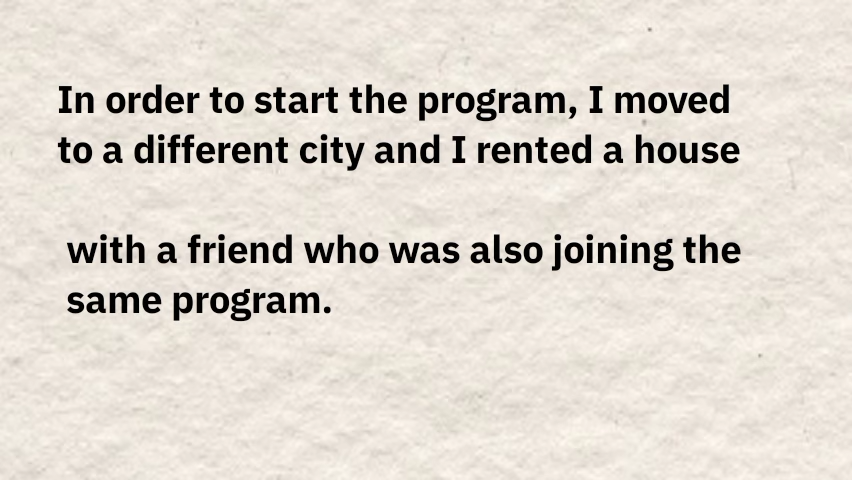 In order to start the program, I moved
to a different city and I rented a house
with a friend who was also joining the
same program.